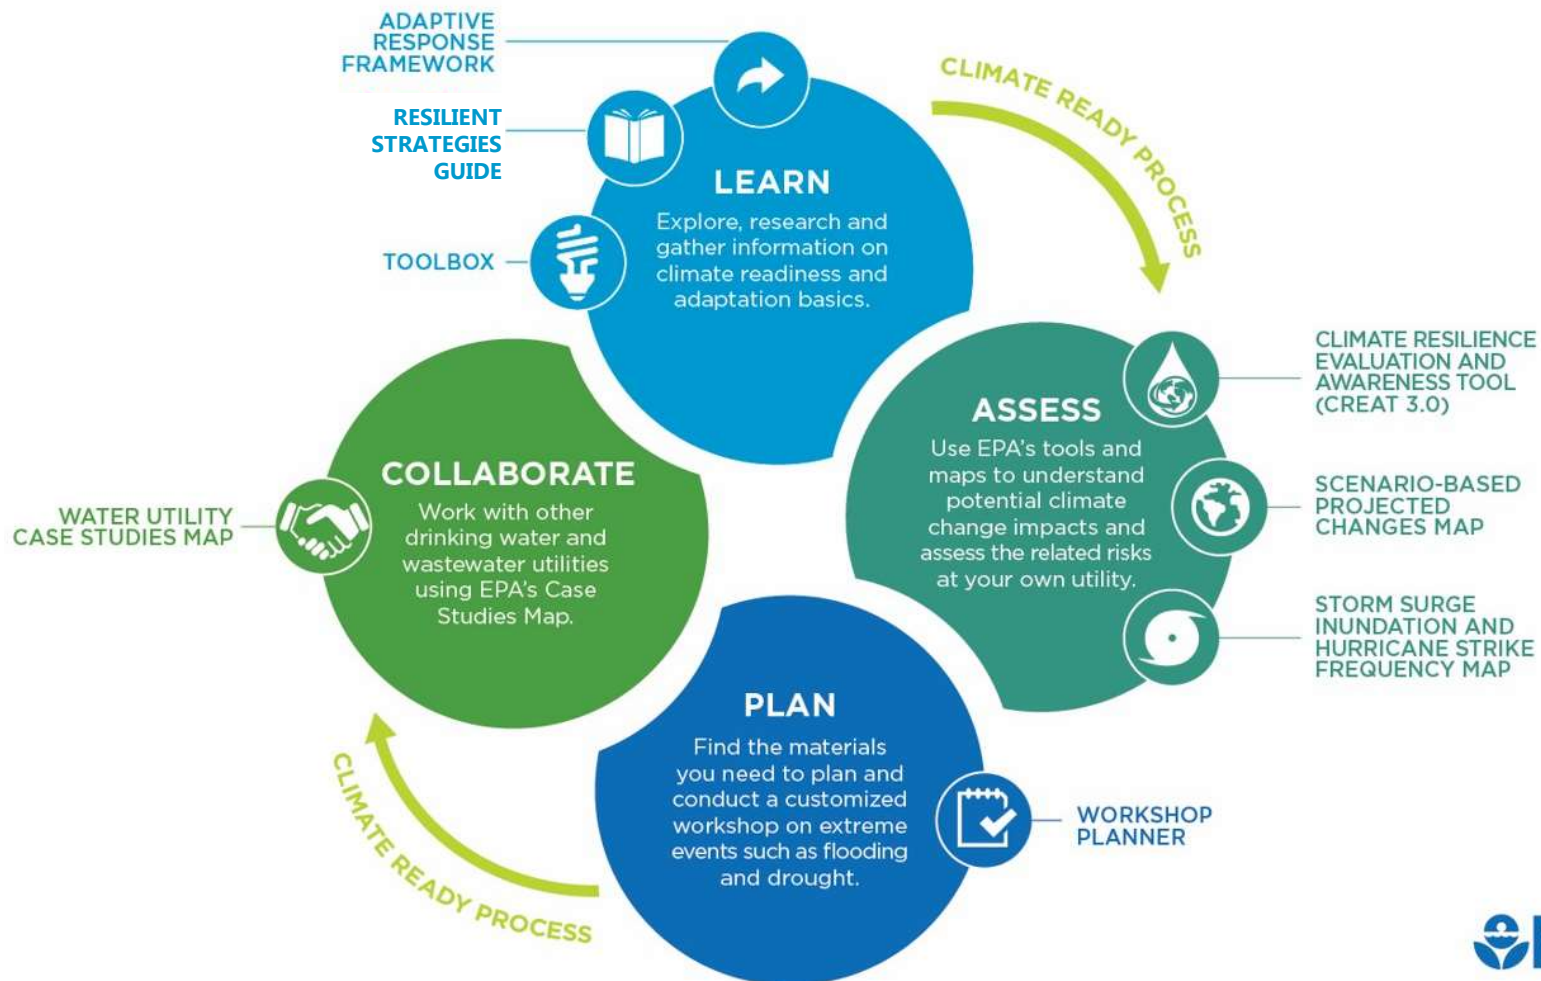 ADAPTIVE
RESPONSE
FRAMEWORK
RESILIENT
STRATEGIES
GUIDE
TOOLBOX
LEARN
Explore, research and
gather information on
climate readiness and
adaptation basics.
CLIMATE READY PROCESS
ASSESS
Use EPA's tools and
maps to understand
potential climate
change impacts and
assess the related risks
at your own utility.
CLIMATE RESILIENCE
EVALUATION AND
AWARENESS TOOL
(CREAT 3.0)
SCENARIO-BASED
PROJECTED
CHANGES MAP
STORM SURGE
INUNDATION AND
HURRICANE STRIKE
FREQUENCY MAP
PLAN
Find the materials
you need to plan and
conduct a customized
workshop on extreme
events such as flooding
and drought.
WORKSHOP
PLANNER
CLIMATE READY PROCESS
COLLABORATE
Work with other
drinking water and
wastewater utilities
using EPA's Case
Studies Map.
WATER UTILITY
CASE STUDIES MAP